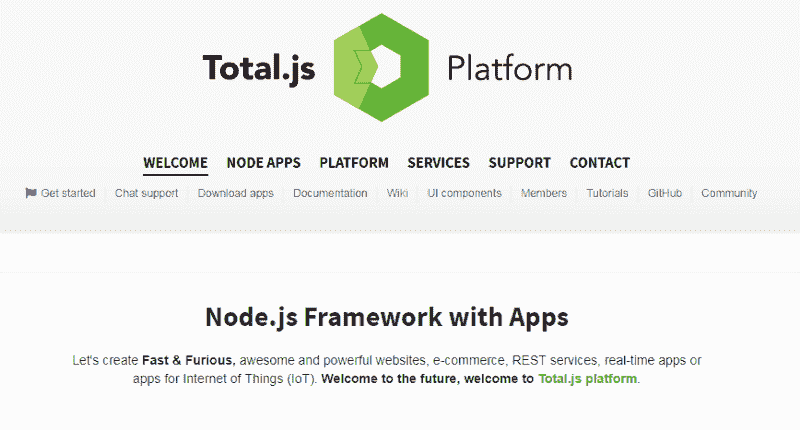 Total.js Platform
WELCOME NODE APPS PLATFORM SERVICES SUPPORT CONTACT
Get started Chat support Download apps Documentation Wiki UI components Members Tutorials GitHub Community
Node.js Framework with Apps
Let's create Fast & Furious, awesome and powerful websites, e-commerce, REST services, real-time apps or
apps for Internet of Things (IoT). Welcome to the future, welcome to Total.js platform.